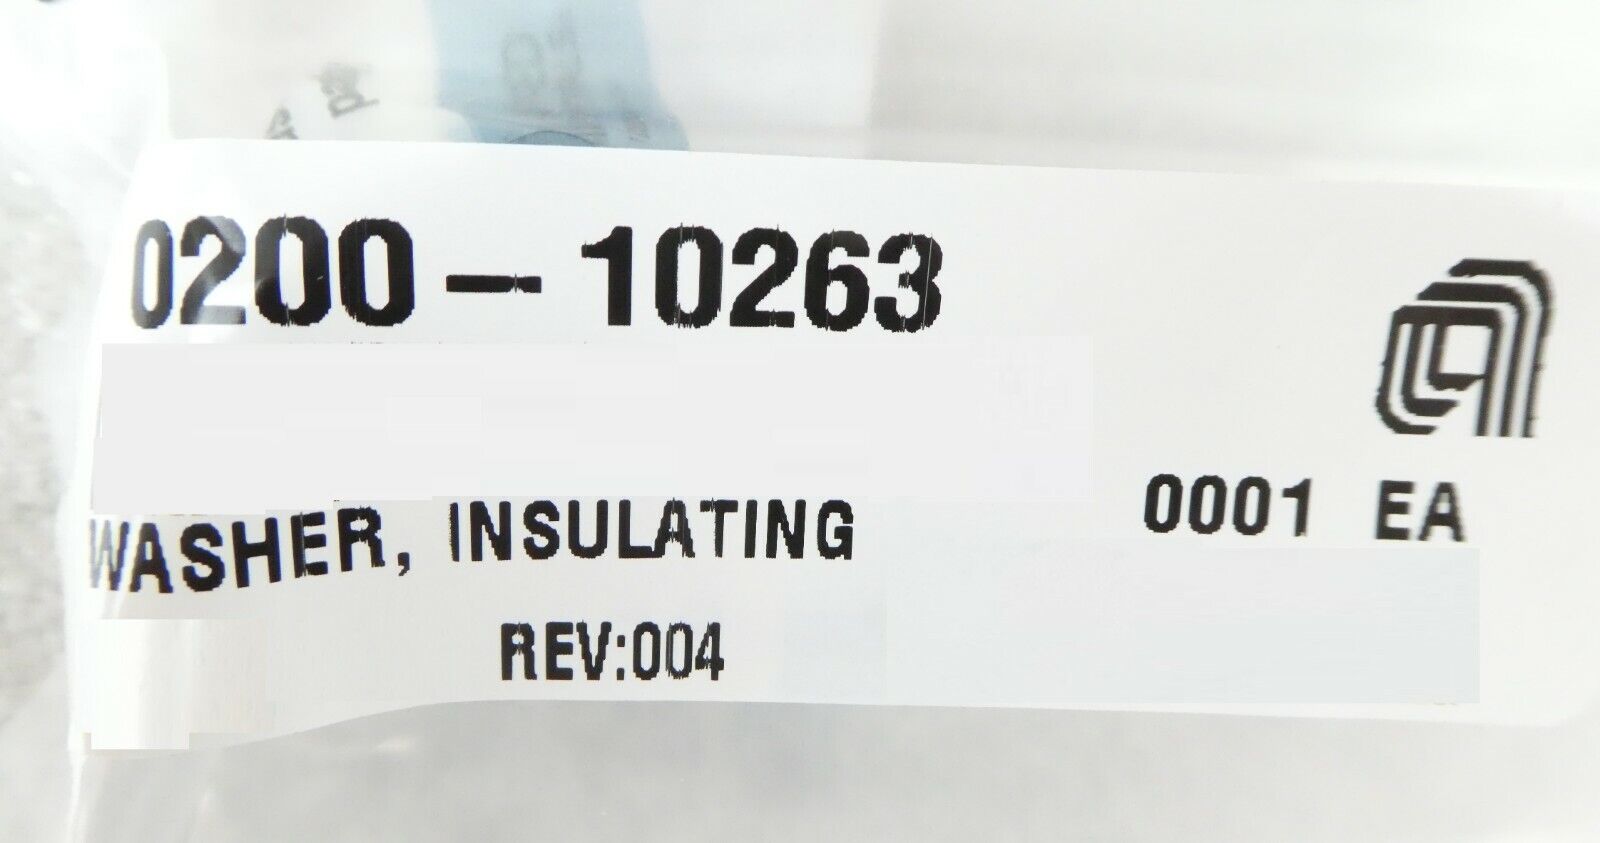 0200-10263
WASHER, INSULATING
0001 EA
REV:004